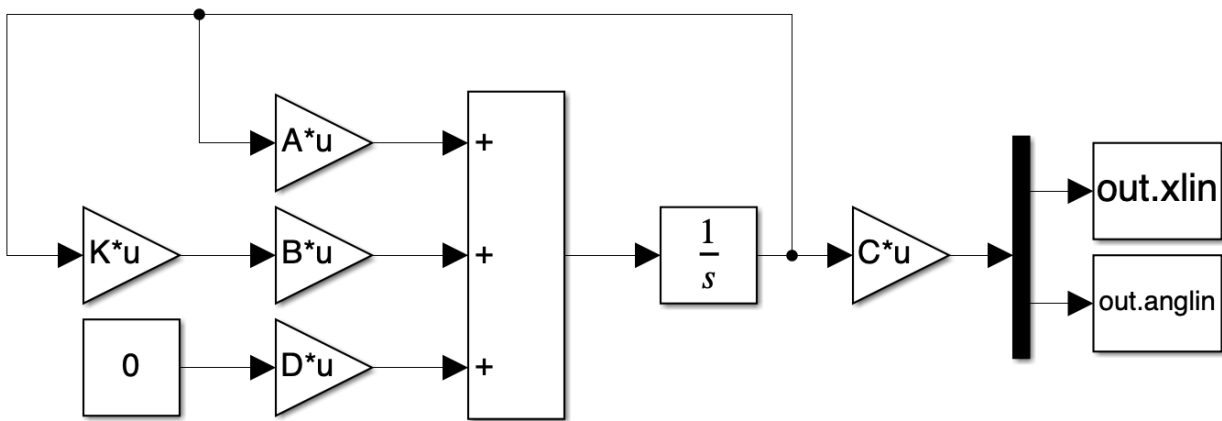 A*u
+
K*u
B*u
+
0
D*u
+
1
s
C*u
out.xlin
out.anglin